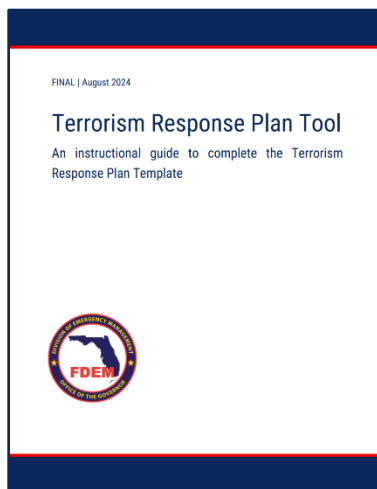 FINAL | August 2024
Terrorism Response Plan Tool
An instructional guide to complete the Terrorism
Response Plan Template
DIVISION OF EMERGENCY MANAGEMENT
FDEM
OFFICE OF THE GOVERNOR